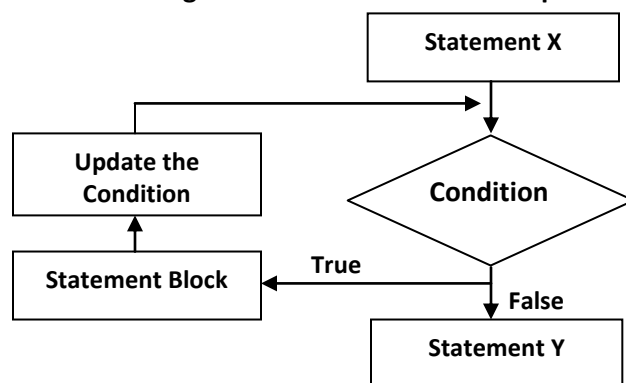 Statement X
Update the
Condition
Condition
True
Statement Block
False
Statement Y